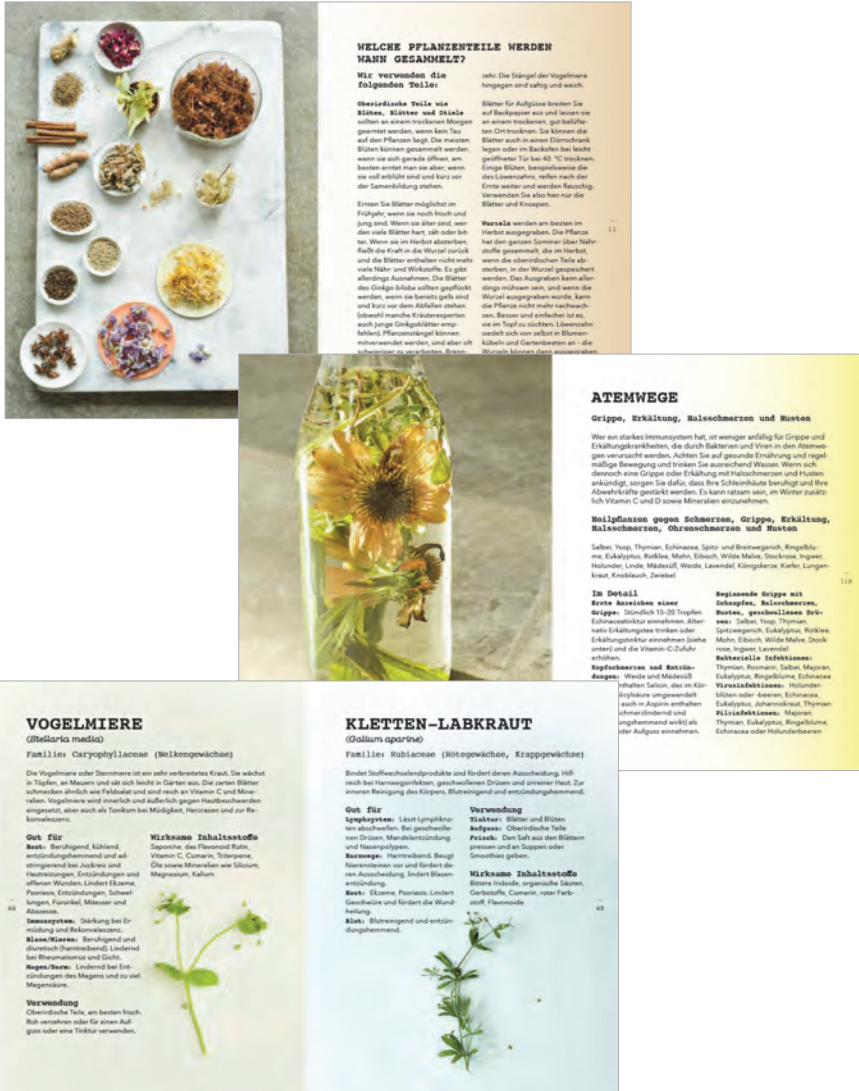 WELCHE PFLANZENTEILE WERDEN
WANN GESAMMELT?
Wir verwenden die
folgenden Teile:
Oberirdische Teile wie
Blüten, Blätter und Stiele
sollten an einem trockenen Morgen
geerntet werden, wenn kein Tau
auf den Pflanzen liegt. Die meisten
Blüten können gesammelt werden,
wenn sie sich gerade öffnen, am
besten erntet man sie aber, wenn
sie voll erblüht sind und kurz vor
der Samenbildung stehen.
Ernten Sie Blätter möglichst im
Frühjahr, wenn sie noch frisch und
jung sind. Wenn sie älter sind, wer-
den viele Blätter hart, zäh oder bit-
ter. Wenn sie im Herbst absterben,
fließt die Kraft in die Wurzel zurück
und die Blätter enthalten nicht mehr
viele Nähr- und Wirkstoffe. Es gibt
allerdings Ausnahmen. Die Blätter
des Ginkgo biloba sollten gepflückt
werden, wenn sie bereits gelb sind
und kurz vor dem Abfallen stehen
(obwohl manche Kräuterexperten
auch junge Ginkgoblätter emp-
fehlen). Pflanzenstängel können
mitverwendet werden, sind aber oft
schwieriger zu verarbeiten. Brenn-
zehr. Die Stängel der Vogelmiere
hingegen sind saftig und weich.
Blätter für Aufgüsse breiten Sie
auf Backpapier aus und lassen sie
an einem trockenen, gut belüfte-
ten Ort trocknen. Sie können die
Blätter auch in einen Dörrschrank
legen oder im Backofen bei leicht
geöffneter Tür bei 40 °C trocknen.
Einige Blüten, beispielsweise die
des Löwenzahns, reifen nach der
Ernte weiter und werden flauschig.
Verwenden Sie also hier nur die
Blätter und Knospen.
Wurzeln werden am besten im
Herbst ausgegraben. Die Pflanze
hat den ganzen Sommer über Nähr-
stoffe gesammelt, die im Herbst,
wenn die oberirdischen Teile ab-
sterben, in der Wurzel gespeichert
werden. Das Ausgraben kann aller-
dings mühsam sein, und wenn die
Wurzel ausgegraben wurde, kann
die Pflanze nicht mehr nachwach-
sen. Besser und einfacher ist es,
sie im Topf zu züchten. Löwenzahn
siedelt sich von selbst in Blumen-
kübeln und Gartenbeeten an – die
Wurzeln können dann ausgegraben
11
ATEMWEGE
Grippe, Erkältung, Halsschmerzen und Husten
Wer ein starkes Immunsystem hat, ist weniger anfällig für Grippe und
Erkältungskrankheiten, die durch Bakterien und Viren in den Atemwe-
gen verursacht werden. Achten Sie auf gesunde Ernährung und regel-
mäßige Bewegung und trinken Sie ausreichend Wasser. Wenn sich
dennoch eine Grippe oder Erkältung mit Halsschmerzen und Husten
ankündigt, sorgen Sie dafür, dass Ihre Schleimhäute beruhigt und Ihre
Abwehrkräfte gestärkt werden. Es kann ratsam sein, im Winter zusätz-
lich Vitamin C und D sowie Mineralien einzunehmen.
Heilpflanzen gegen Schmerzen, Grippe, Erkältung,
Halsschmerzen, Ohrenschmerzen und Husten
Salbei, Ysop, Thymian, Echinacea, Spitz- und Breitwegerich, Ringelblu-
me, Eukalyptus, Rotklee, Mohn, Eibisch, Wilde Malve, Stockrose, Ingwer,
Holunder, Linde, Mädesüß, Weide, Lavendel, Königskerze, Kiefer, Lungen-
kraut, Knoblauch, Zwiebel
Im Detail
Erste Anzeichen einer
Grippe: Stündlich 15–20 Tropfen
Echinaceatinktur einnehmen. Alter-
nativ Erkältungstee trinken oder
Erkältungstinktur einnehmen (siehe
unten) und die Vitamin-C-Zufuhr
erhöhen.
Kopfschmerzen und Entzün-
dungen: Weide und Mädesüß
nthalten Salicin, das im Kör-
licylsäure umgewandelt
auch in Aspirin enthalten
chmerzlindernd und
ungshemmend wirkt) als
der Aufguss einnehmen.
Beginnende Grippe mit
Schnupfen, Halsschmerzen,
Husten, geschwollenen Drü-
sen: Salbei, Ysop, Thymian,
Spitzwegerich, Eukalyptus, Rotklee,
Mohn, Eibisch, Wilde Malve, Stock-
rose, Ingwer, Lavendel
Bakterielle Infektionen:
Thymian, Rosmarin, Salbei, Majoran,
Eukalyptus, Ringelblume, Echinacea
Virusinfektionen: Holunder-
blüten oder -beeren, Echinacea,
Eukalyptus, Johanniskraut, Thymian
Pilzinfektionen: Majoran,
Thymian, Eukalyptus, Ringelblume,
Echinacea oder Holunderbeeren
VOGELMIERE
(Stellaria media)
Familie: Caryophyllaceae (Nelkengewächse)
Die Vogelmiere oder Sternmiere ist ein sehr verbreitetes Kraut. Sie wächst
in Töpfen, an Mauern und sät sich leicht in Gärten aus. Die zarten Blätter
schmecken ähnlich wie Feldsalat und sind reich an Vitamin C und Mine-
ralien. Vogelmiere wird innerlich und äußerlich gegen Hautbeschwerden
eingesetzt, aber auch als Tonikum bei Müdigkeit, Herzrasen und zur Re-
konvaleszenz.
Gut für
Haut: Beruhigend, kühlend,
entzündungshemmend und ad-
stringierend bei Juckreiz und
Hautreizungen, Entzündungen und
offenen Wunden. Lindert Ekzeme,
Psoriasis, Entzündungen, Schwel-
lungen, Furunkel, Mitesser und
Abszesse.
Immunsystem: Stärkung bei Er-
müdung und Rekonvaleszenz.
Blase/Nieren: Beruhigend und
diuretisch (harntreibend). Lindernd
bei Rheumatismus und Gicht.
Magen/Darm: Lindernd bei Ent-
zündungen des Magens und zu viel
Magensäure.
Verwendung
Oberirdische Teile, am besten frisch.
Roh verzehren oder für einen Auf-
guss oder eine Tinktur verwenden.
Wirksame Inhaltsstoffe
Saponine, das Flavonoid Rutin,
Vitamin C, Cumarin, Triterpene,
Öle sowie Mineralien wie Silizium,
Magnesium, Kalium
KLETTEN-LABKRAUT
(Galium aparine)
Familie: Rubiaceae (Rötegewächse, Krappgewächse)
Bindet Stoffwechselendprodukte und fördert deren Ausscheidung. Hilf-
reich bei Harnwegsinfekten, geschwollenen Drüsen und unreiner Haut. Zur
inneren Reinigung des Körpers. Blutreinigend und entzündungshemmend.
Gut für
Lymphsystem: Lässt Lymphkno-
ten abschwellen. Bei geschwolle-
nen Drüsen, Mandelentzündung
und Nasenpolypen.
Harnwege: Harntreibend. Beugt
Nierensteinen vor und fördert de-
ren Ausscheidung, lindert Blasen-
entzündung.
Haut: Ekzeme, Psoriasis. Lindert
Geschwüre und fördert die Wund-
heilung.
Blut: Blutreinigend und entzün-
dungshemmend.
Verwendung
Tinktur: Blätter und Blüten
Aufguss: Oberirdische Teile
Frisch: Den Saft aus den Blättern
pressen und an Suppen oder
Smoothies geben.
Wirksame Inhaltsstoffe
Bittere Iridoide, organische Säuren,
Gerbstoffe, Cumarin, roter Farb-
stoff, Flavonoide